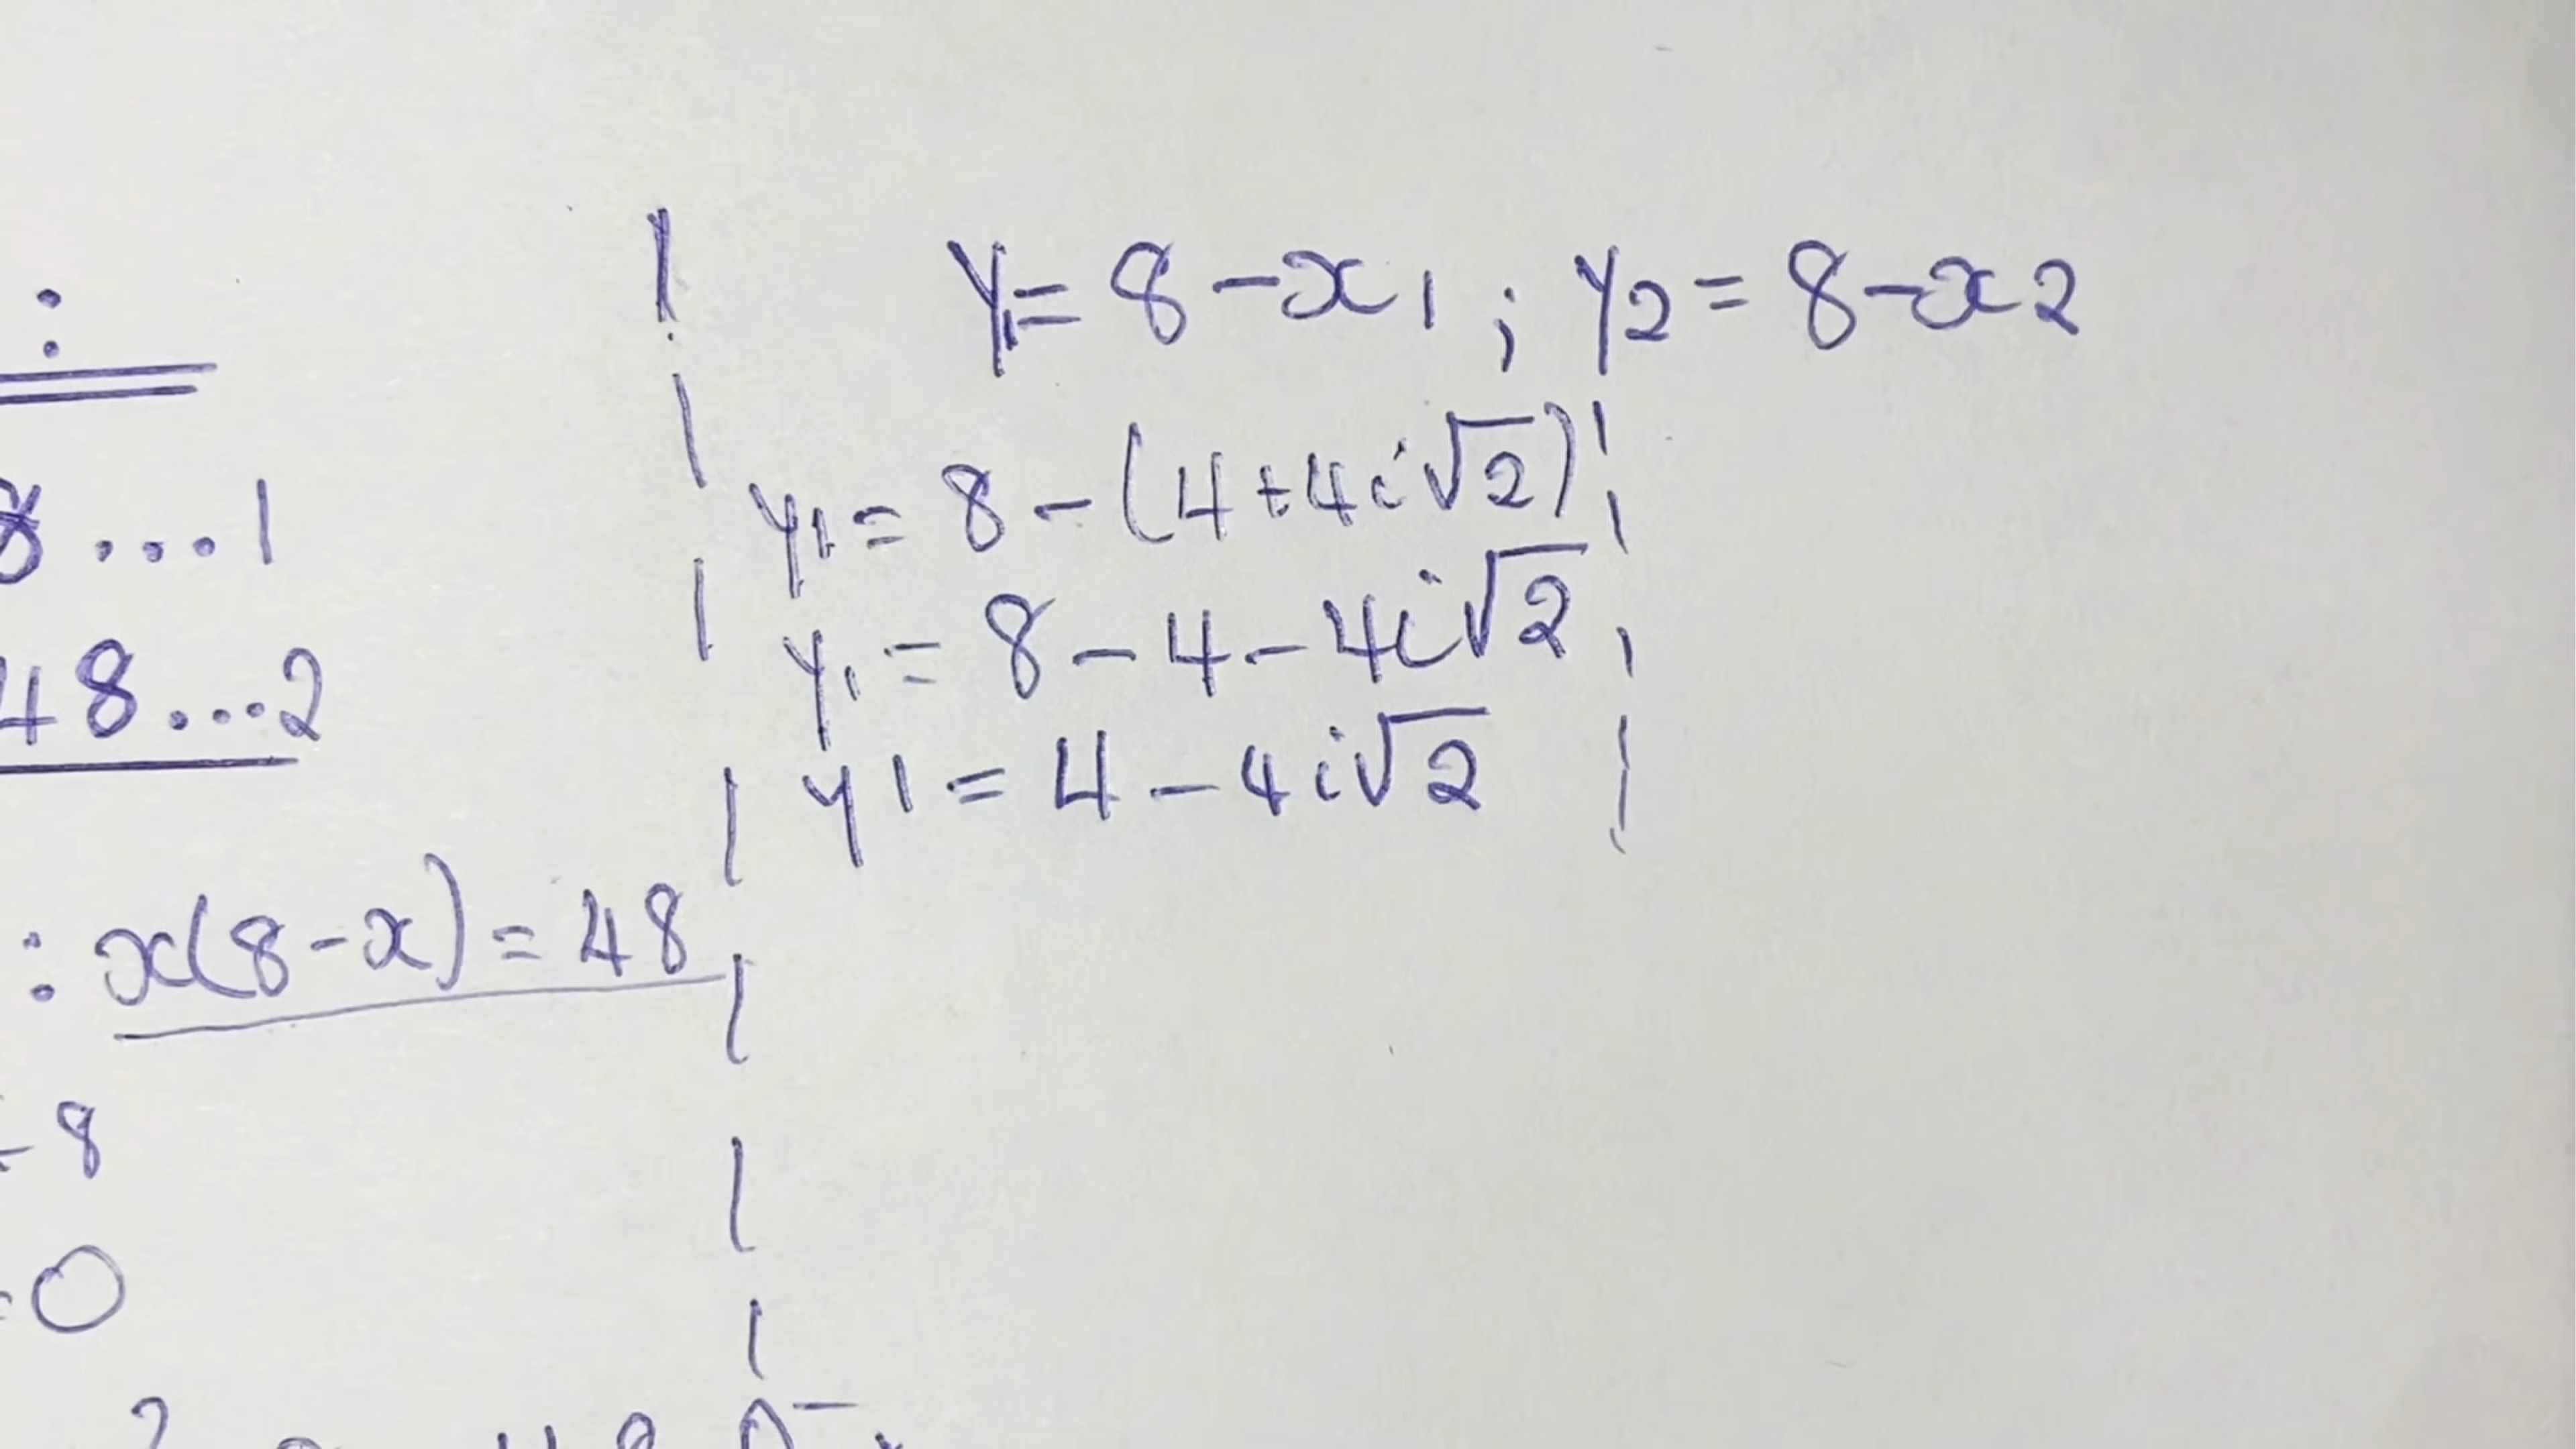 :
8 ...1
48...2
: x(8-x) = 48
8
0
y1 = 8 - x1 ; y2 = 8 - x2
y1 = 8 - (4+4i√2)
y1 = 8 - 4 - 4i√2
y1 = 4 - 4i√2